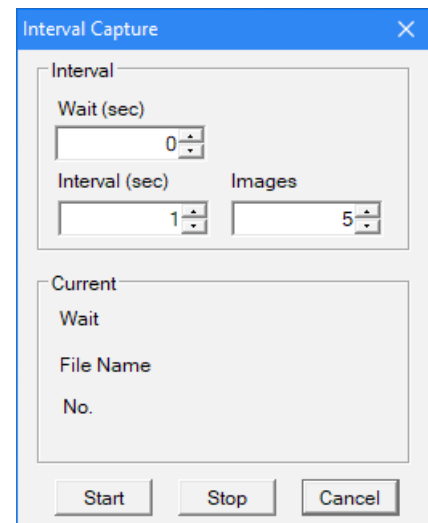 Interval Capture
Interval
Wait (sec)
0
Interval (sec) Images
1 5
Current
Wait
File Name
No.
Start Stop Cancel